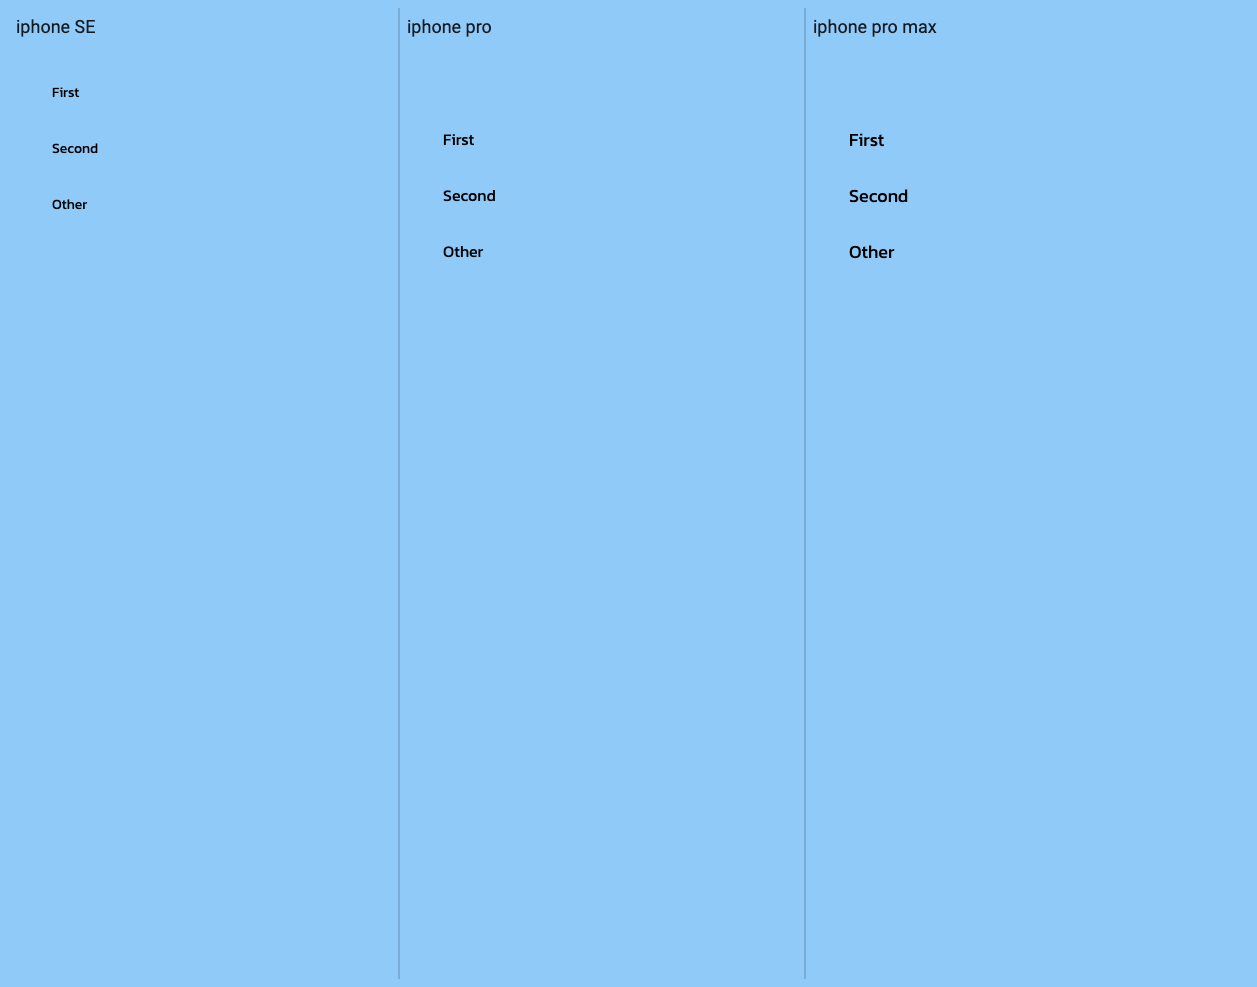 iphone SE
First
Second
Other
iphone pro
First
Second
Other
iphone pro max
First
Second
Other